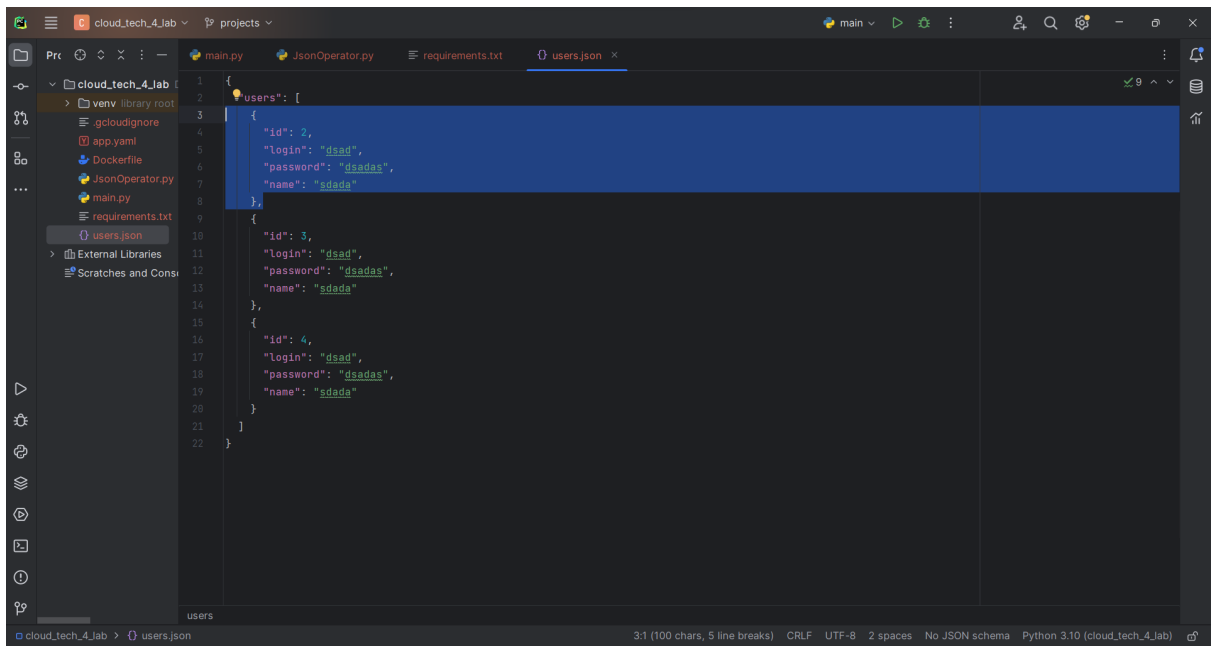 C cloud_tech_4_lab projects main
Prc main.py JsonOperator.py requirements.txt users.json
cloud_tech_4_lab
venv library root
.gcloudignore
app.yaml
Dockerfile
JsonOperator.py
main.py
requirements.txt
users.json
External Libraries
Scratches and Conso
9
1 {
2 "users": [
3 {
4 "id": 2,
5 "login": "dsad",
6 "password": "dsadas",
7 "name": "sdada"
8 },
9 {
10 "id": 3,
11 "login": "dsad",
12 "password": "dsadas",
13 "name": "sdada"
14 },
15 {
16 "id": 4,
17 "login": "dsad",
18 "password": "dsadas",
19 "name": "sdada"
20 }
21 ]
22 }
users
cloud_tech_4_lab > {} users.json 3:1 (100 chars, 5 line breaks) CRLF UTF-8 2 spaces No JSON schema Python 3.10 (cloud_tech_4_lab)